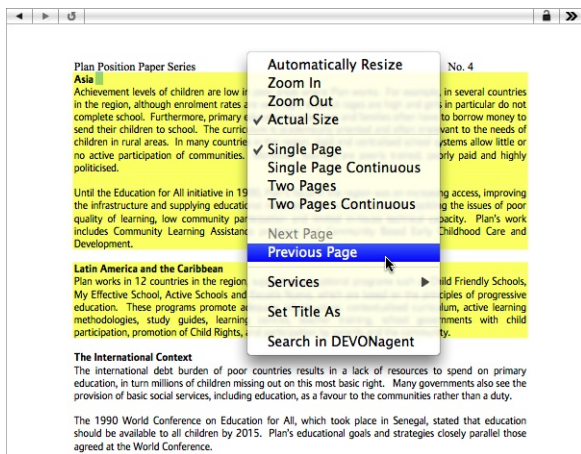 Plan Position Paper Series No. 4
Asia
Achievement levels of children are low in in several countries
in the region, although enrolment rates a in particular do not
complete school. Furthermore, primary e to borrow money to
send their children to school. The curric vant to the needs of
children in rural areas. In many countrie ystems allow little or
no active participation of communities. orly paid and highly
politicised.
Until the Education for All initiative in 19 ng access, improving
the infrastructure and supplying educatio the issues of poor
quality of learning, low community par acity. Plan's work
includes Community Learning Assistanc Childhood Care and
Development.
Latin America and the Caribbean
Plan works in 12 countries in the region, ild Friendly Schools,
My Effective School, Active Schools and ciples of progressive
education. These programs promote ac lum, active learning
methodologies, study guides, learning nments with child
participation, promotion of Child Rights, a y.
The International Context
The international debt burden of poor countries results in a lack of resources to spend on primary
education, in turn millions of children missing out on this most basic right. Many governments also see the
provision of basic social services, including education, as a favour to the communities rather than a duty.
The 1990 World Conference on Education for All, which took place in Senegal, stated that education
should be available to all children by 2015. Plan's educational goals and strategies closely parallel those
agreed at the World Conference.
Automatically Resize
Zoom In
Zoom Out
✓ Actual Size
✓ Single Page
Single Page Continuous
Two Pages
Two Pages Continuous
Next Page
Previous Page
Services
Set Title As
Search in DEVONagent